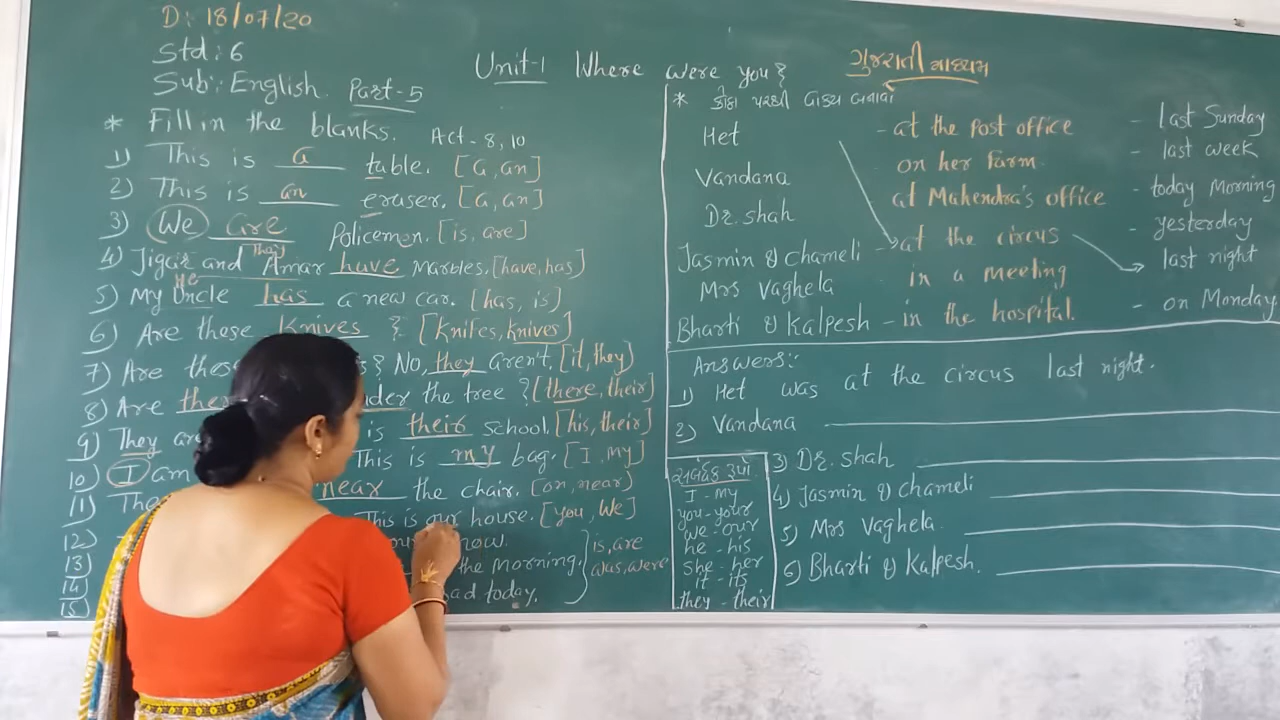 D: 18/07/20
Std: 6
Sub: English. Part-5
Unit-1 Where were you?
ગુજરાતી માધ્યમ
* Fill in the blanks. Act - 8, 10
1) This is a table. [a, an]
2) This is an eraser. [a, an]
3) We are Policemen. [is, are]
They
4) Jigar and Amar have marbles. [have, has]
He
5) My Uncle has a new car. [has, is]
6) Are these knives ? [Knifes, knives]
7) Are ? No, they aren't. [it, they]
8) Are the tree ? [there, their]
9) They is their school. [his, their]
10) I am This is my bag. [I, my]
11) near the chair. [on, near]
12) This is our house. [you, We]
13) now.
14) the morning. is, are
15) today. was, were
* કોઠા પરથી વાક્ય બનાવો
Het - at the post office - last Sunday
Vandana on her farm. - last week
Dr. Shah at Mahendra's office - today Morning
Jasmin & Chameli - at the circus - yesterday
Mrs Vaghela in a meeting last night
Bharti & Kalpesh - in the hospital. - on Monday
Answers:
1) Het was at the circus last night.
2) Vandana
3) Dr. shah
4) Jasmin & Chameli
5) Mrs Vaghela.
6) Bharti & Kalpesh.
I - my
you - your
we - our
he - his
she - her
it - its
they - their